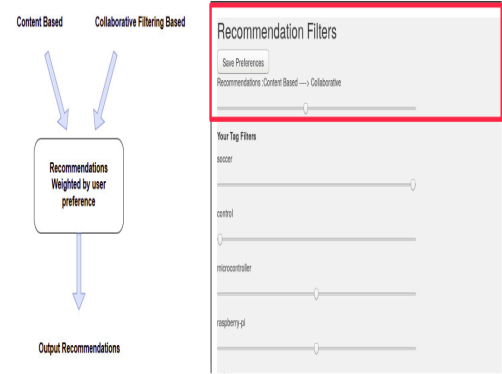 Content Based
Collaborative Filtering Based
Recommendations
Weighted by user
preference
Output Recommendations
Recommendation Filters
Save Preferences
Recommendations :Content Based ----> Collaborative
Your Tag Filters
soccer
control
microcontroller
raspberry-pi